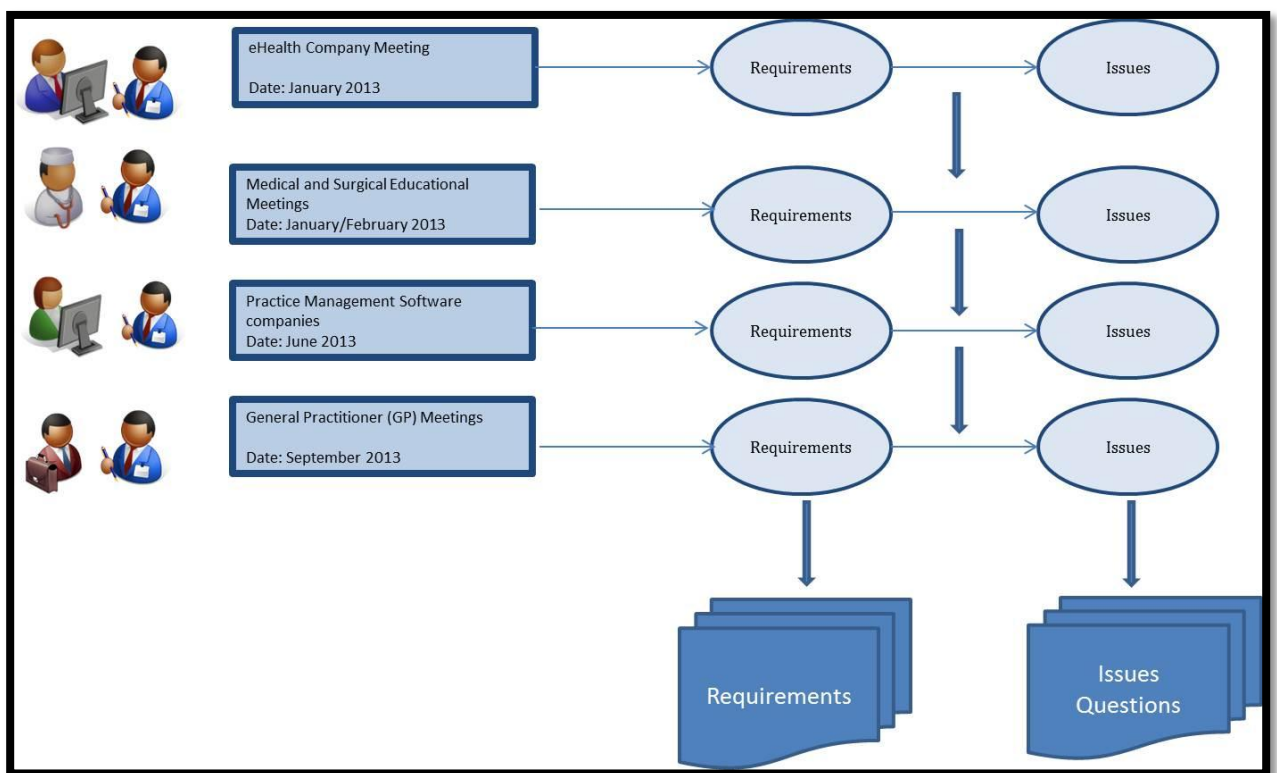 eHealth Company Meeting
Date: January 2013
Requirements
Issues
Medical and Surgical Educational
Meetings
Date: January/February 2013
Requirements
Issues
Practice Management Software
companies
Date: June 2013
Requirements
Issues
General Practitioner (GP) Meetings
Date: September 2013
Requirements
Issues
Requirements
Issues
Questions